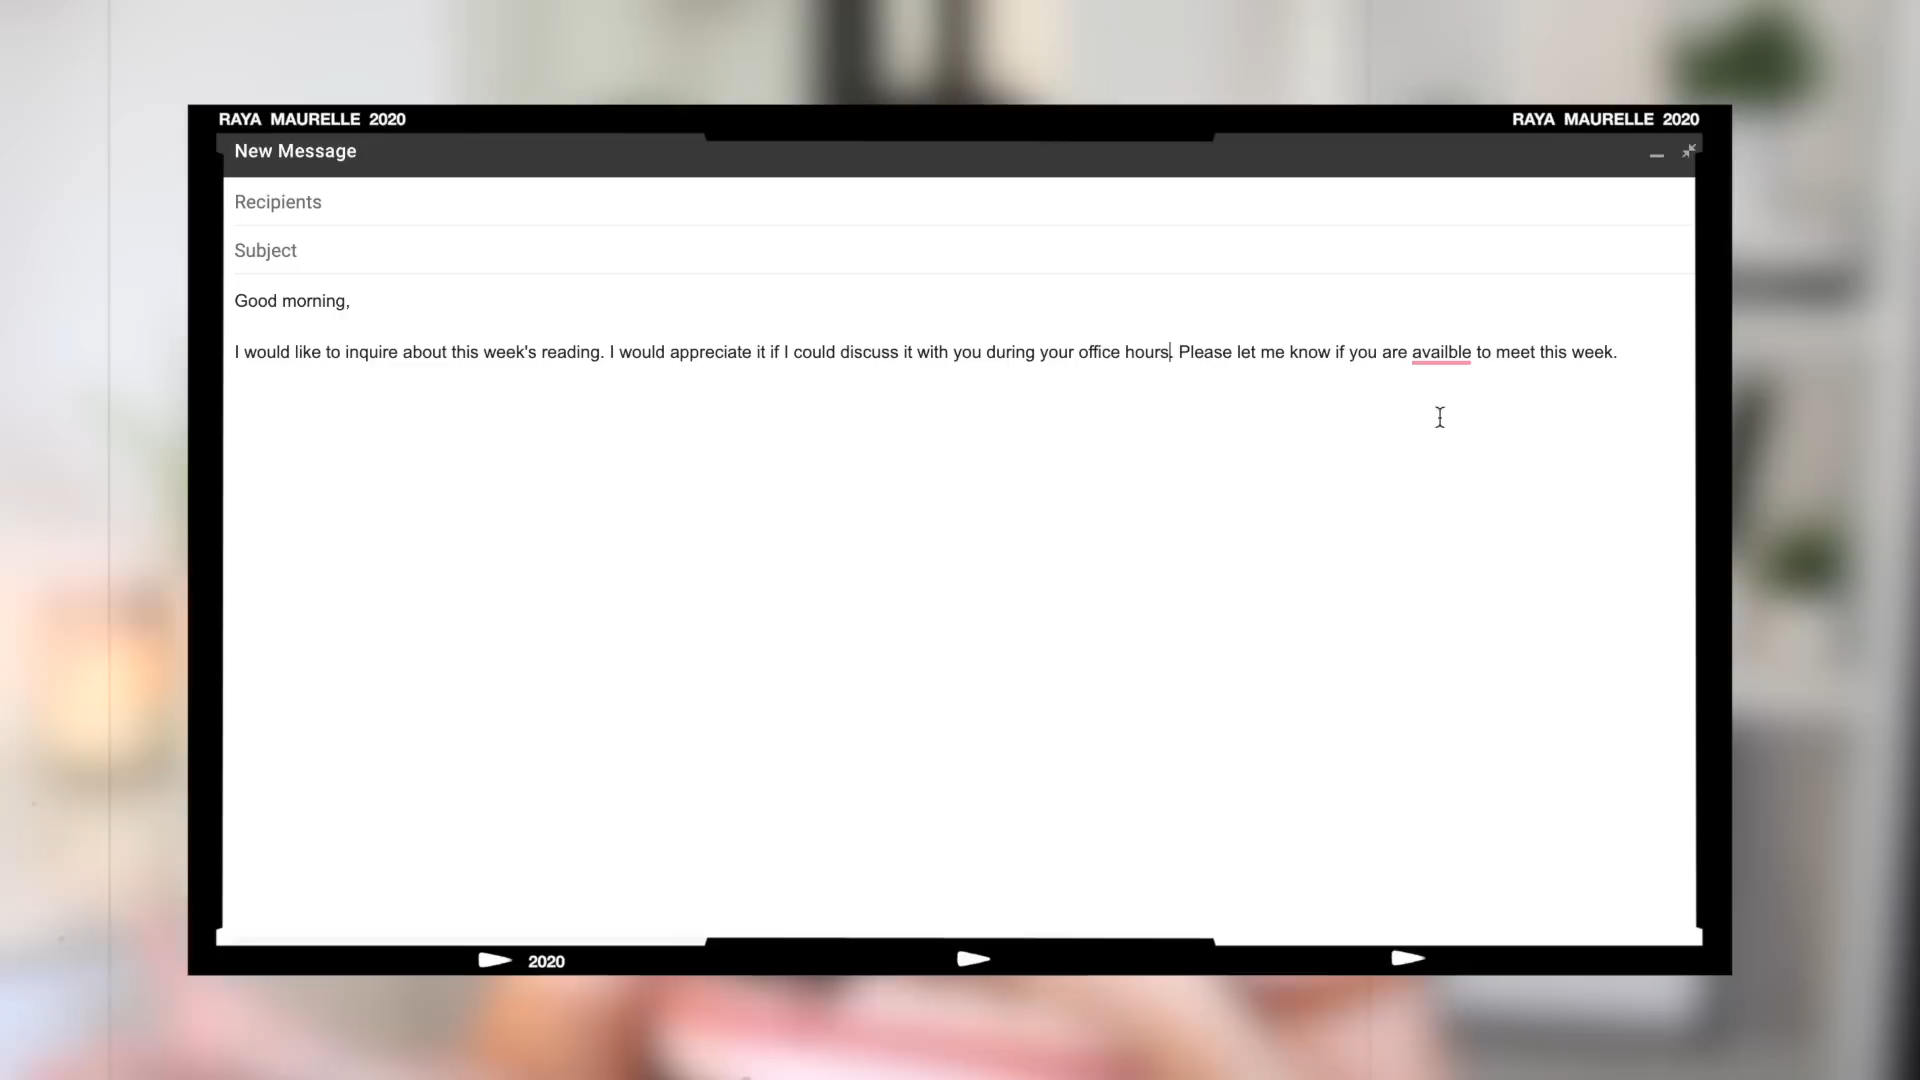 RAYA MAURELLE 2020
RAYA MAURELLE 2020
New Message
Recipients
Subject
Good morning,
I would like to inquire about this week's reading. I would appreciate it if I could discuss it with you during your office hours. Please let me know if you are availble to meet this week.
2020